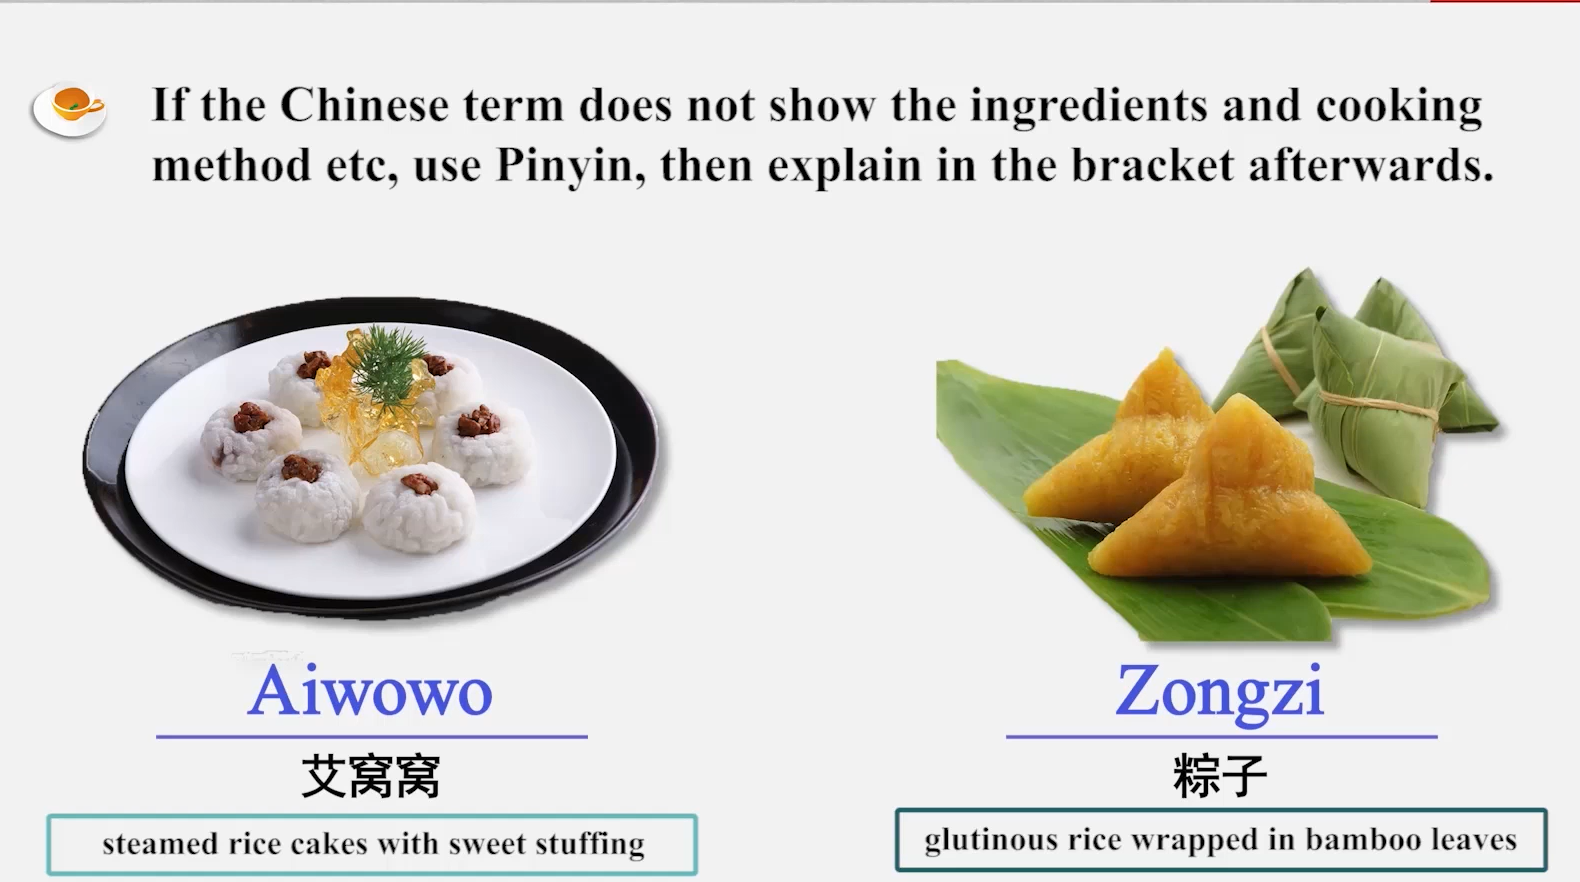 If the Chinese term does not show the ingredients and cooking
method etc, use Pinyin, then explain in the bracket afterwards.
Aiwowo
艾窝窝
steamed rice cakes with sweet stuffing
Zongzi
粽子
glutinous rice wrapped in bamboo leaves